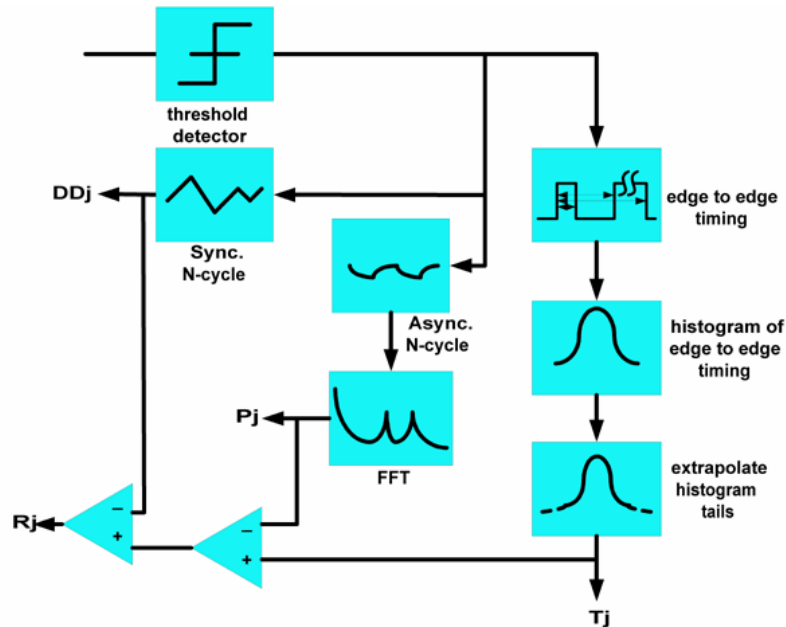 threshold
detector
DDj
Sync.
N-cycle
edge to edge
timing
Async.
N-cycle
histogram of
edge to edge
timing
Pj
FFT
extrapolate
histogram
tails
Rj
−
+
−
+
Tj